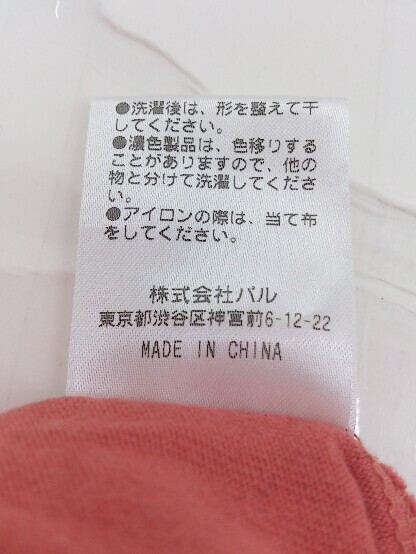 ●洗濯後は、形を整えて干
してください。
●濃色製品は、色移りする
ことがありますので、他の
物と分けて洗濯してくださ
い。
●アイロンの際は、当て布
をしてください。
株式会社パル
東京都渋谷区神宮前6-12-22
MADE IN CHINA